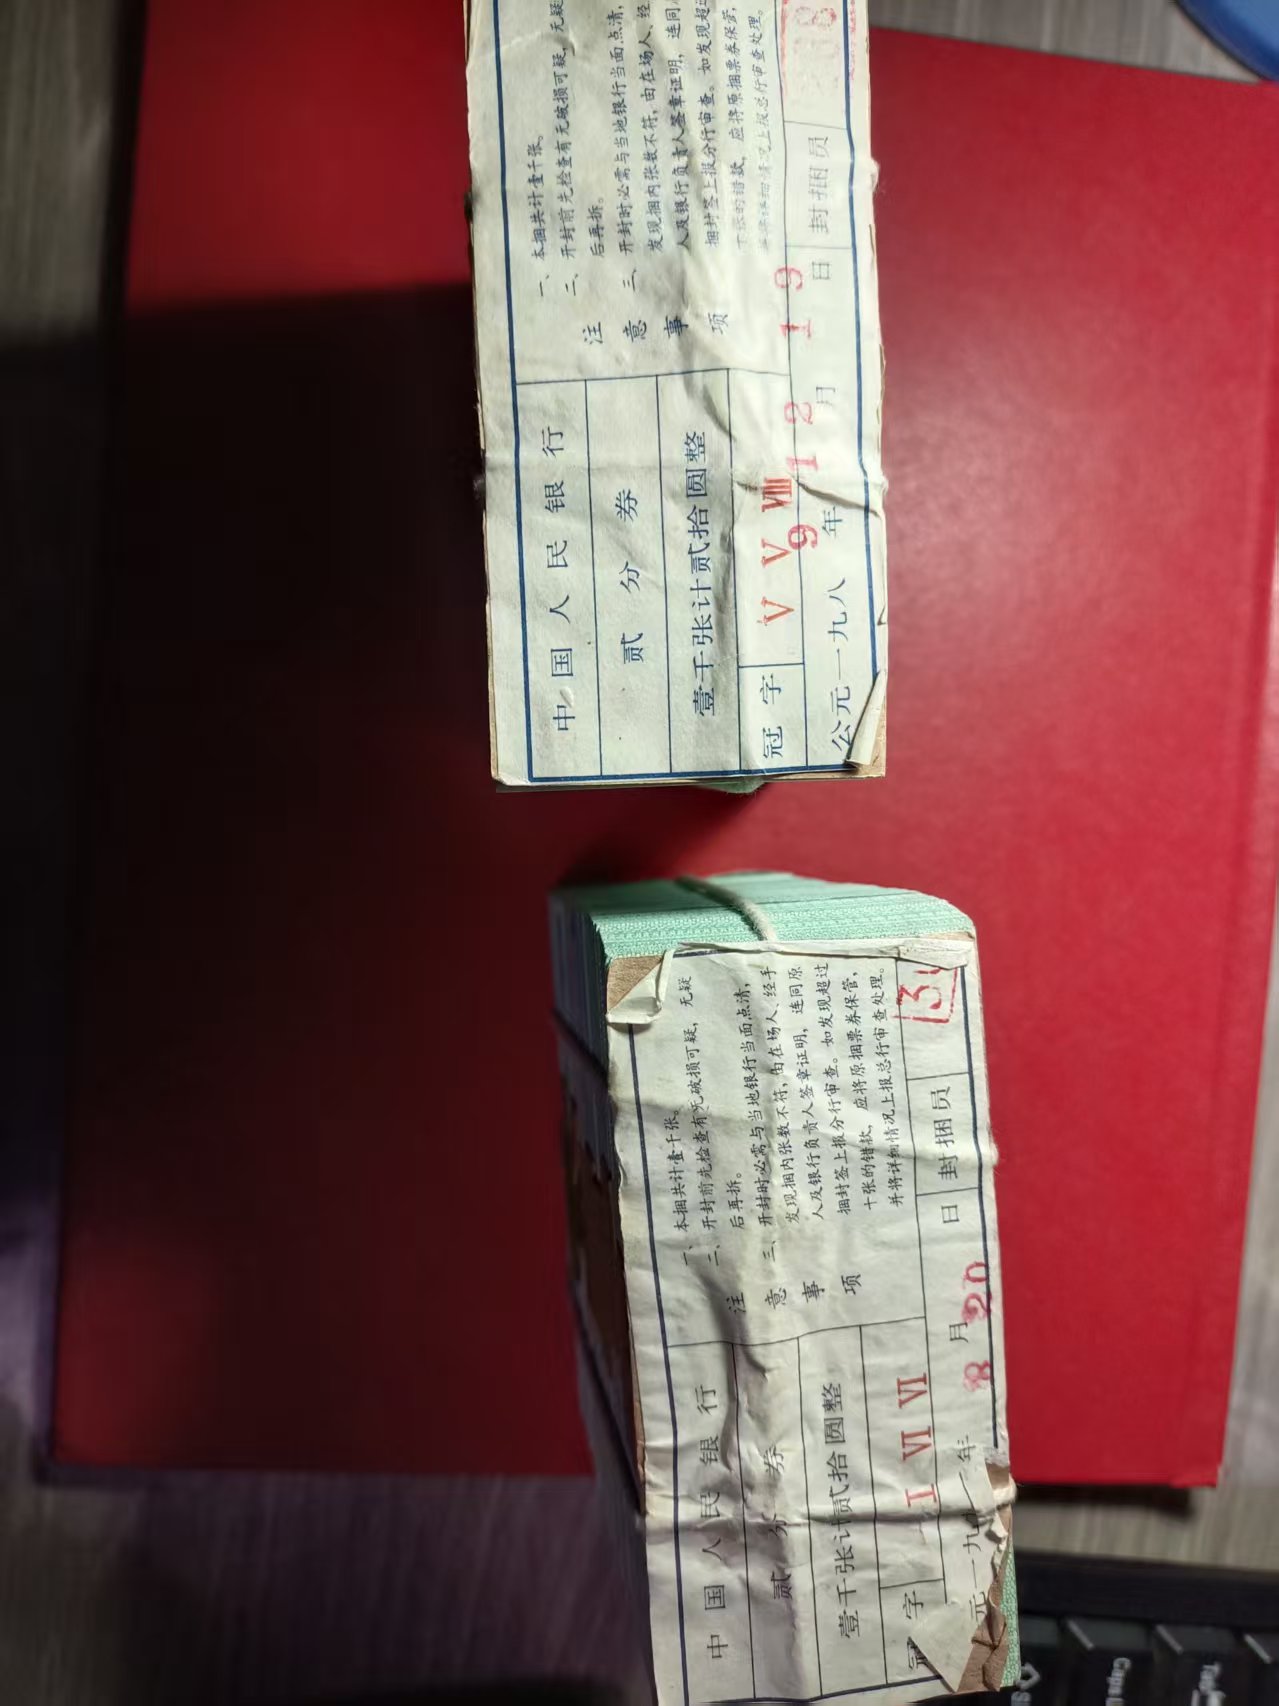 中国人民银行
贰分券
壹千张计贰拾圆整
冠字 V V VIII
公元一九八9年12月19日
封捆员
注意事项
一、本捆共计壹千张。
二、开封前先检查有无破损可疑，无疑
后再拆。
三、开封时必需与当地银行当面点清，
发现捆内张数不符，由在场人、经
人及银行负责人签章证明，连同
捆封签上报分行审查。如发现超
十张的错款，应将原捆票券保管，
并将详细情况上报总行审查处理。
中国人民银行
贰分券
壹千张计贰拾圆整
冠字 I VI VI
元一九 年8月20日
封捆员
注意事项
一、本捆共计壹千张。
二、开封前先检查有无破损可疑，无疑
后再拆。
三、开封时必需与当地银行当面点清，
发现捆内张数不符，由在场人、经手
人及银行负责人签章证明，连同原
捆封签上报分行审查。如发现超过
十张的错款，应将原捆票券保管，
并将详细情况上报总行审查处理。
Caps
Tab